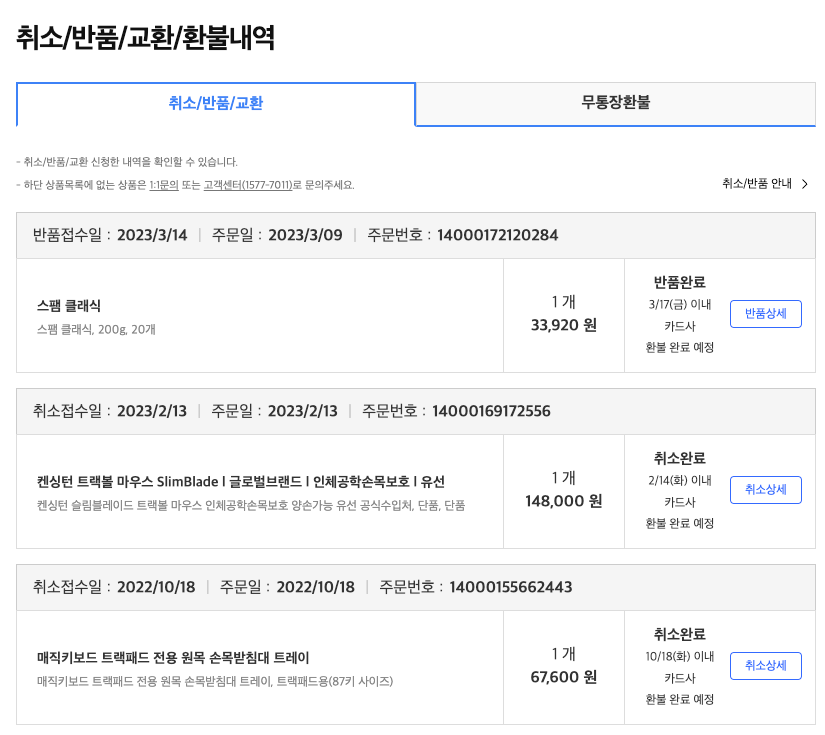 취소/반품/교환/환불내역
취소/반품/교환
무통장환불
- 취소/반품/교환 신청한 내역을 확인할 수 있습니다.
- 하단 상품목록에 없는 상품은 1:1문의 또는 고객센터(1577-7011)로 문의주세요.
취소/반품 안내 >
반품접수일 : 2023/3/14 | 주문일 : 2023/3/09 | 주문번호 : 14000172120284
스팸 클래식
스팸 클래식, 200g, 20개
1 개
33,920 원
반품완료
3/17(금) 이내
카드사
환불 완료 예정
반품상세
취소접수일 : 2023/2/13 | 주문일 : 2023/2/13 | 주문번호 : 14000169172556
켄싱턴 트랙볼 마우스 SlimBlade l 글로벌브랜드 l 인체공학손목보호 l 유선
켄싱턴 슬림블레이드 트랙볼 마우스 인체공학손목보호 양손가능 유선 공식수입처, 단품, 단품
1 개
148,000 원
취소완료
2/14(화) 이내
카드사
환불 완료 예정
취소상세
취소접수일 : 2022/10/18 | 주문일 : 2022/10/18 | 주문번호 : 14000155662443
매직키보드 트랙패드 전용 원목 손목받침대 트레이
매직키보드 트랙패드 전용 원목 손목받침대 트레이, 트랙패드용(87키 사이즈)
1 개
67,600 원
취소완료
10/18(화) 이내
카드사
환불 완료 예정
취소상세